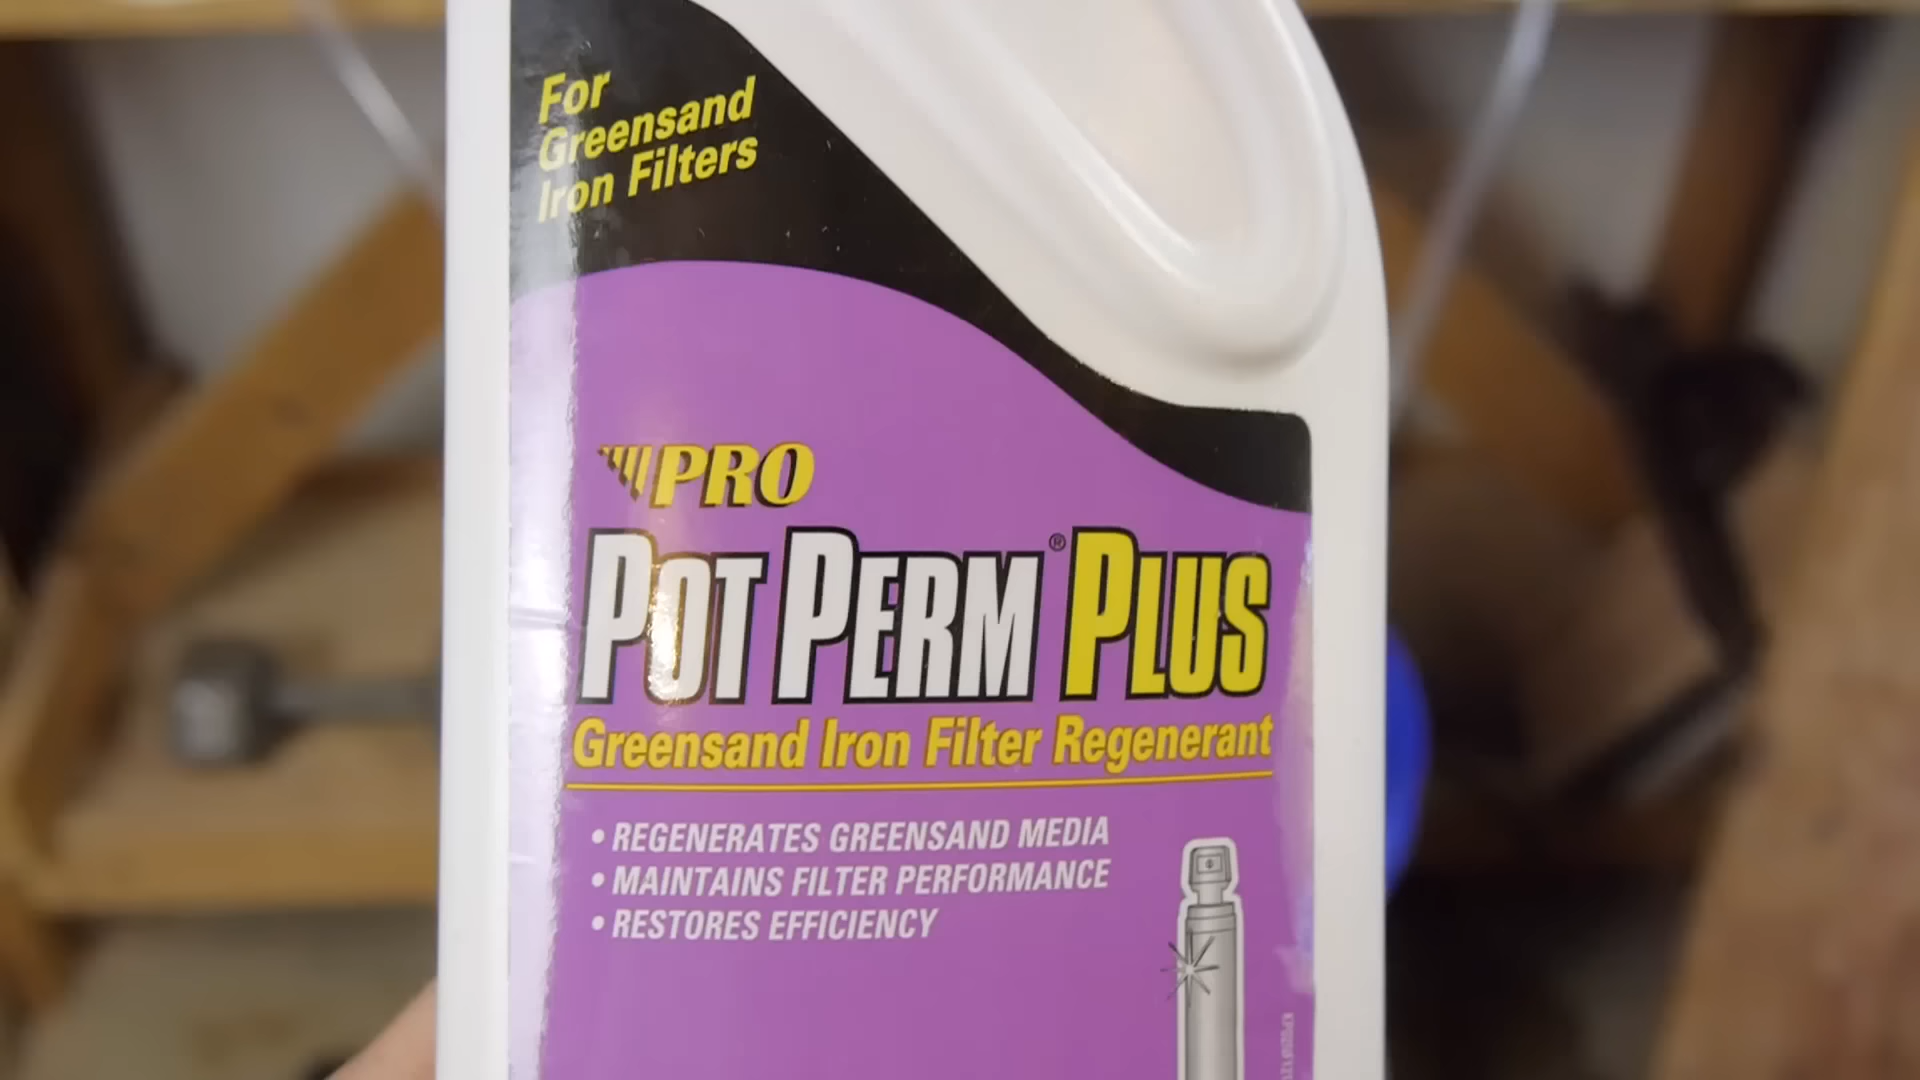 For
Greensand
Iron Filters
PRO
POT PERM® PLUS
Greensand Iron Filter Regenerant
• REGENERATES GREENSAND MEDIA
• MAINTAINS FILTER PERFORMANCE
• RESTORES EFFICIENCY